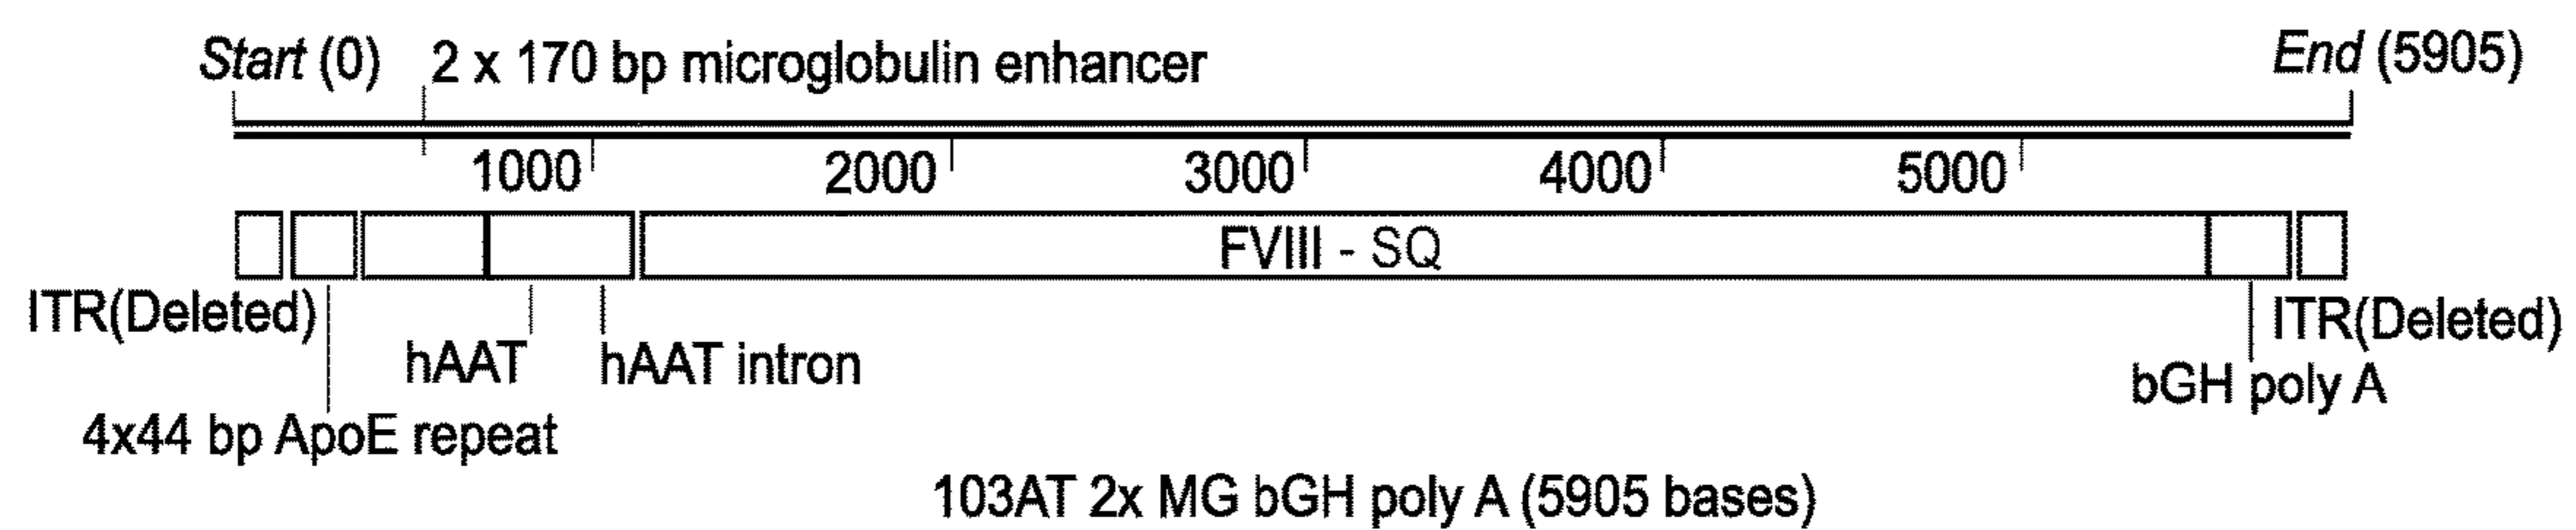 Start (0) 2 x 170 bp microglobulin enhancer End (5905)
1000 2000 3000 4000 5000
FVIII - SQ
ITR(Deleted) ITR(Deleted)
hAAT hAAT intron bGH poly A
4x44 bp ApoE repeat
103AT 2x MG bGH poly A (5905 bases)